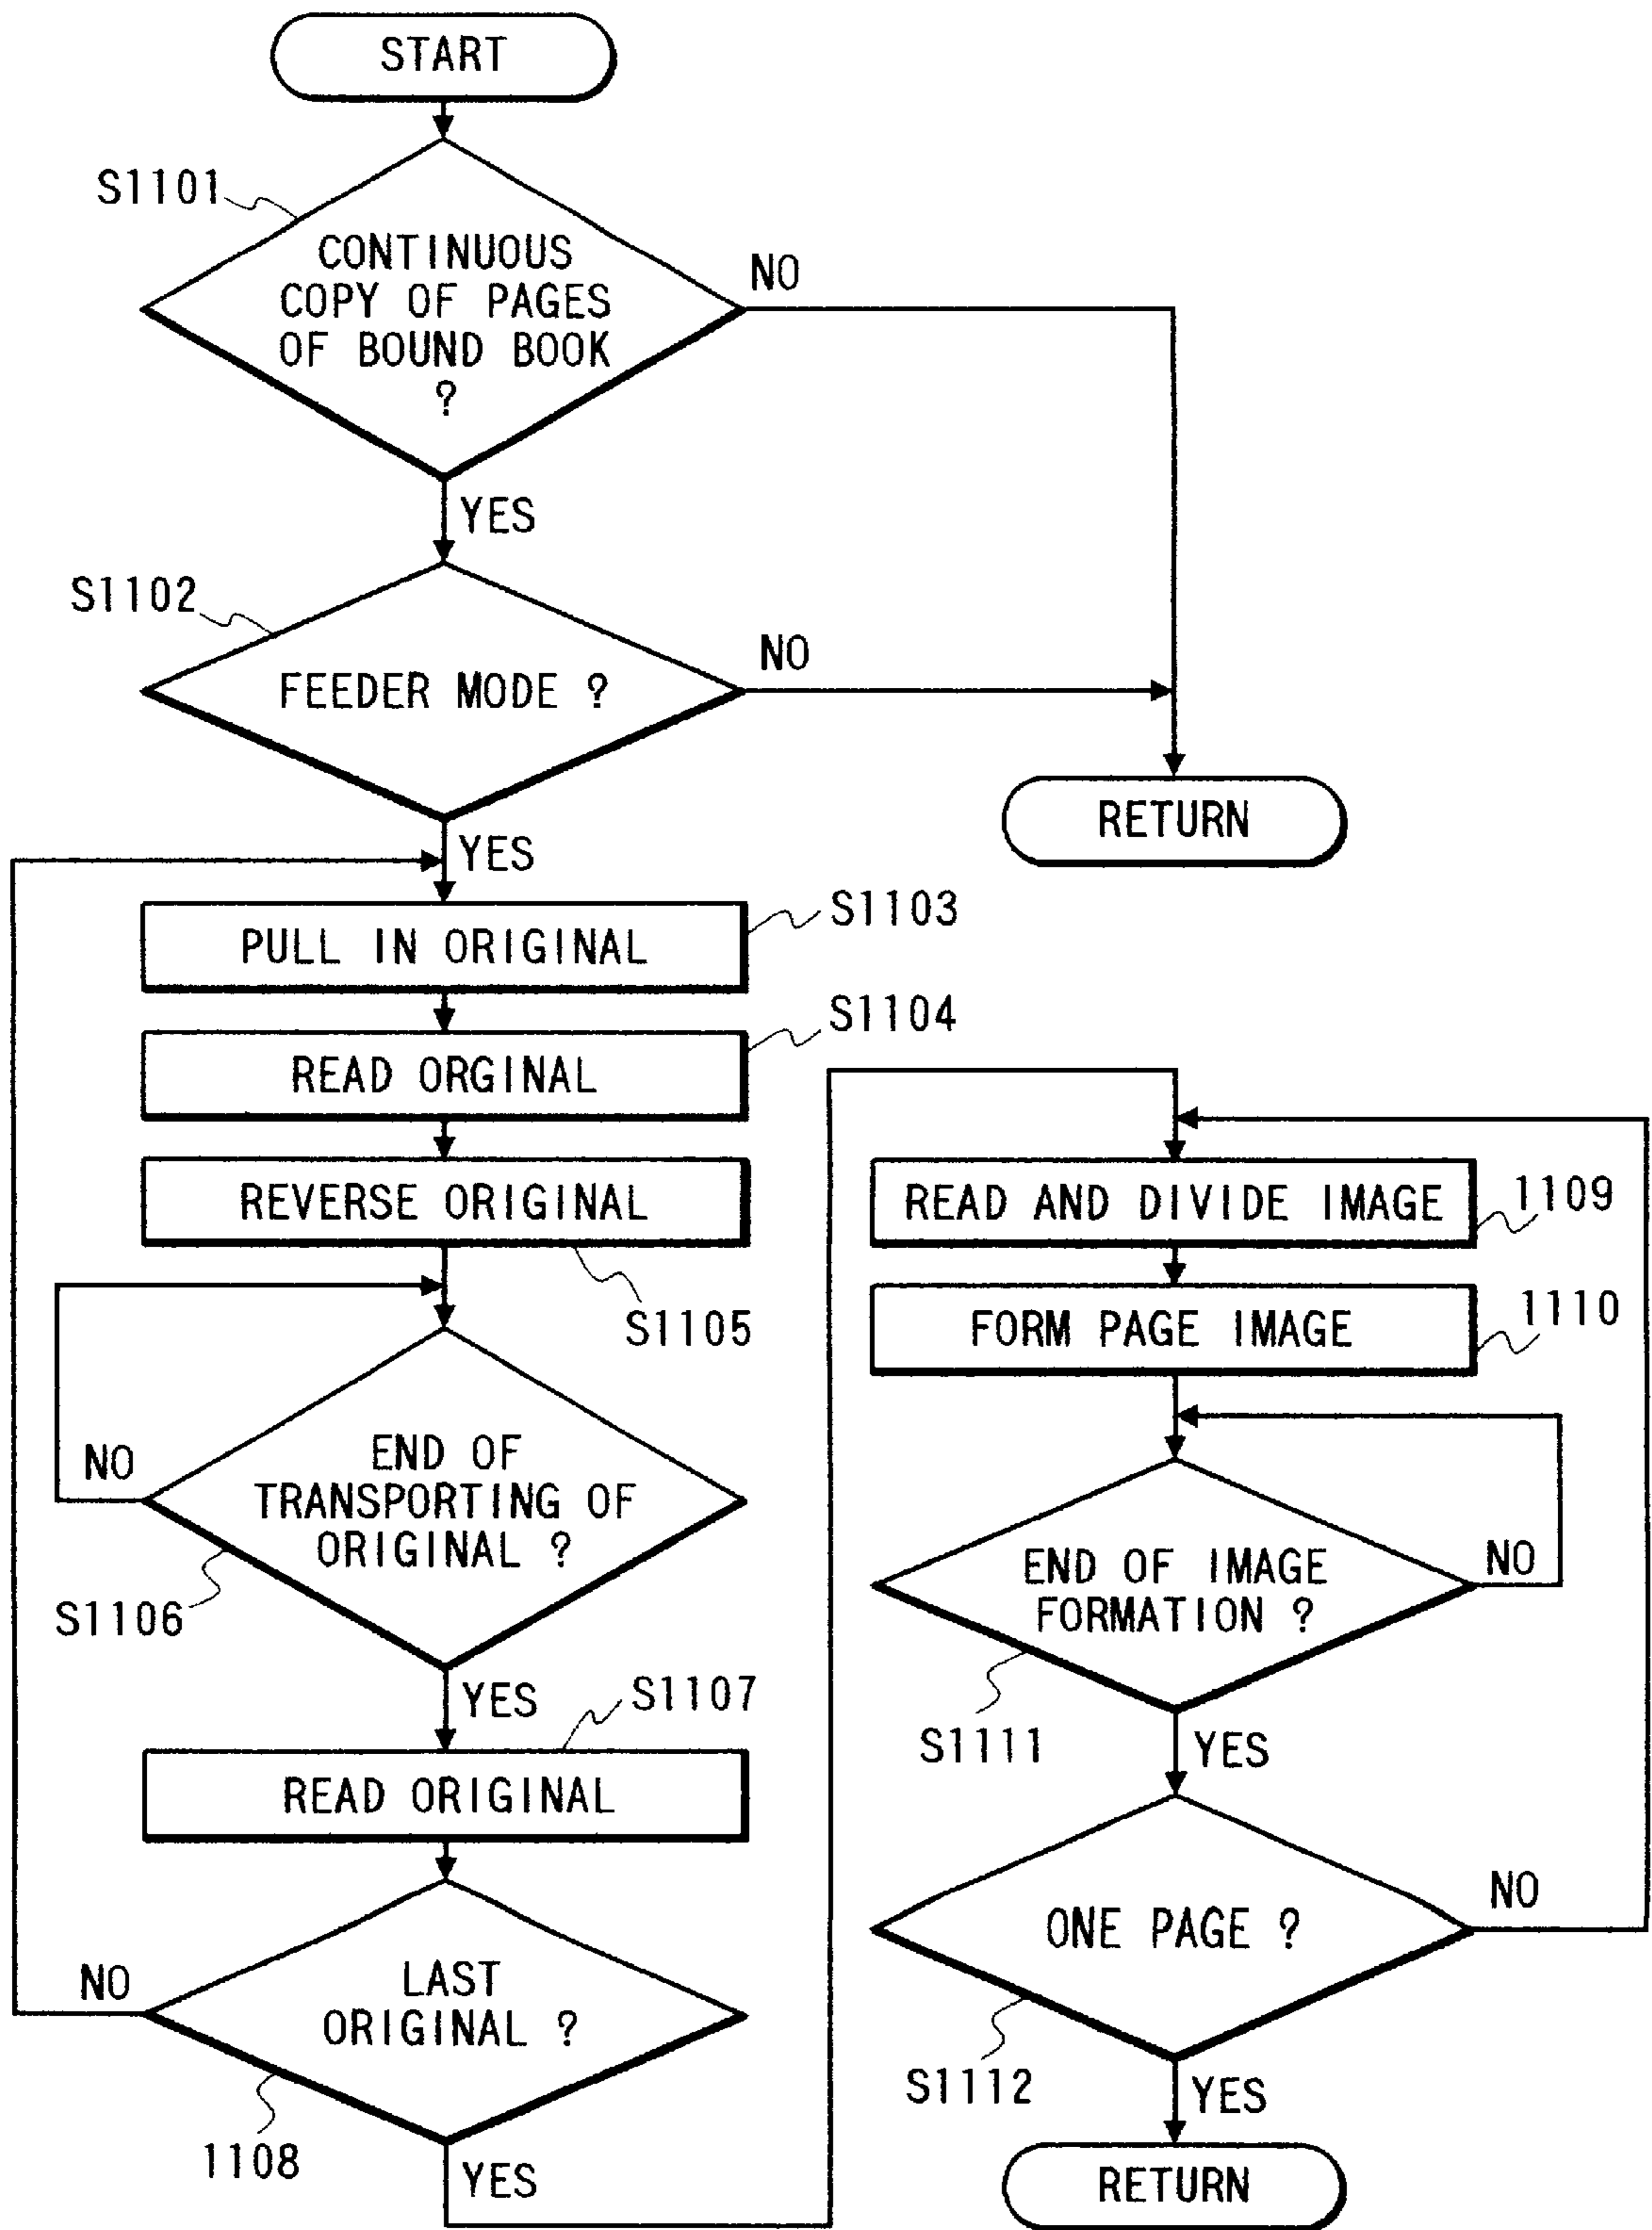 START
S1101
CONTINUOUS
COPY OF PAGES
OF BOUND BOOK
?
NO
YES
S1102
FEEDER MODE ?
NO
YES
RETURN
PULL IN ORIGINAL
S1103
READ ORGINAL
S1104
REVERSE ORIGINAL
S1105
END OF
TRANSPORTING OF
ORIGINAL ?
NO
S1106
YES
READ ORIGINAL
S1107
LAST
ORIGINAL ?
NO
1108
YES
READ AND DIVIDE IMAGE
1109
FORM PAGE IMAGE
1110
END OF IMAGE
FORMATION ?
NO
S1111
YES
ONE PAGE ?
NO
S1112
YES
RETURN